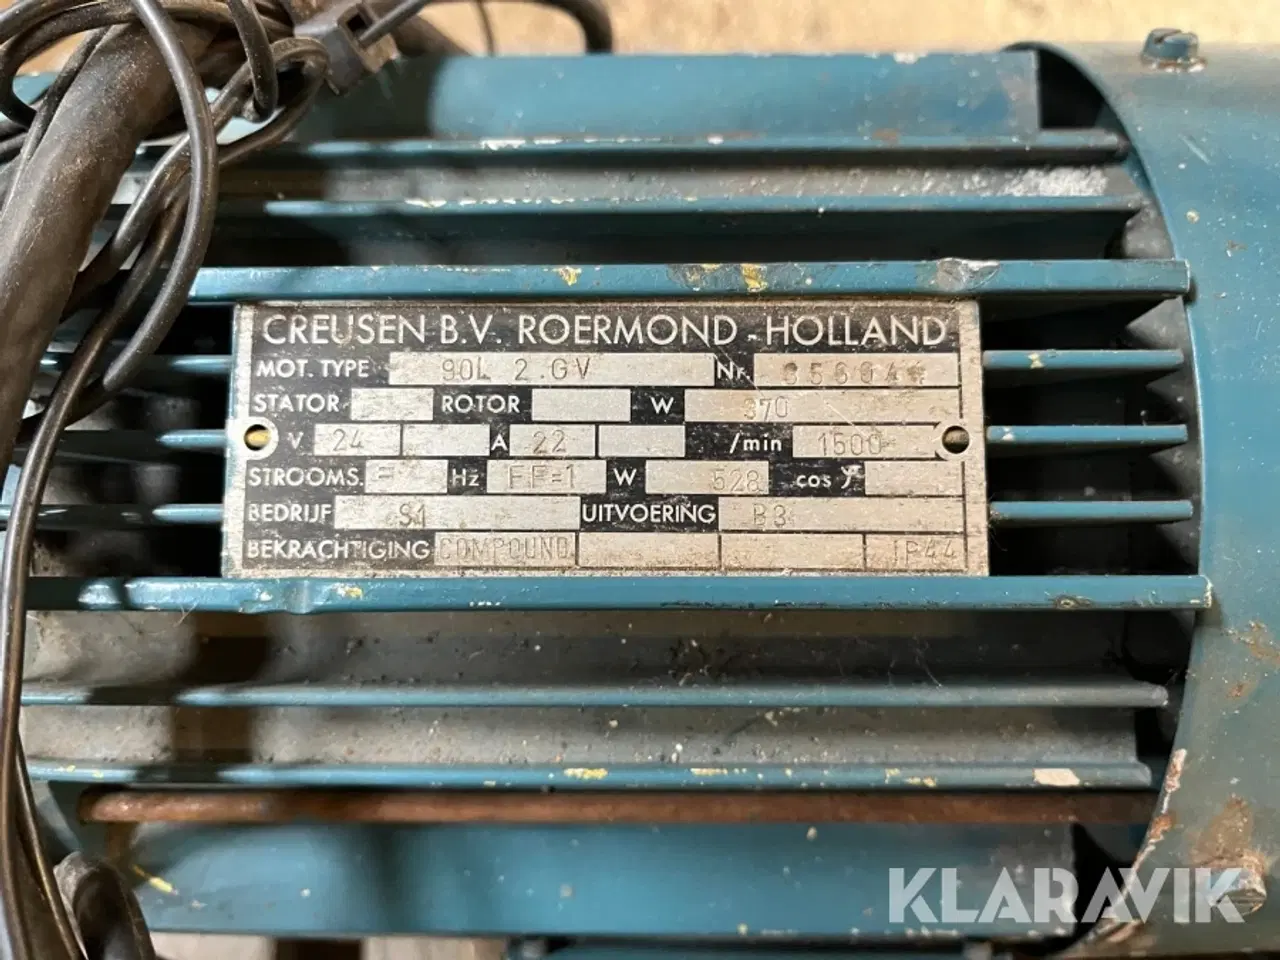 CREUSEN B.V. ROERMOND - HOLLAND
MOT. TYPE 90L 2.GV Nr.
STATOR ROTOR W 370
V 24 A 22 /min 1500
STROOMS. = Hz FF=1 W 528 cos φ
BEDRIJF S1 UITVOERING B3
BEKRACHTIGING COMPOUND IP44
KLARAVIK